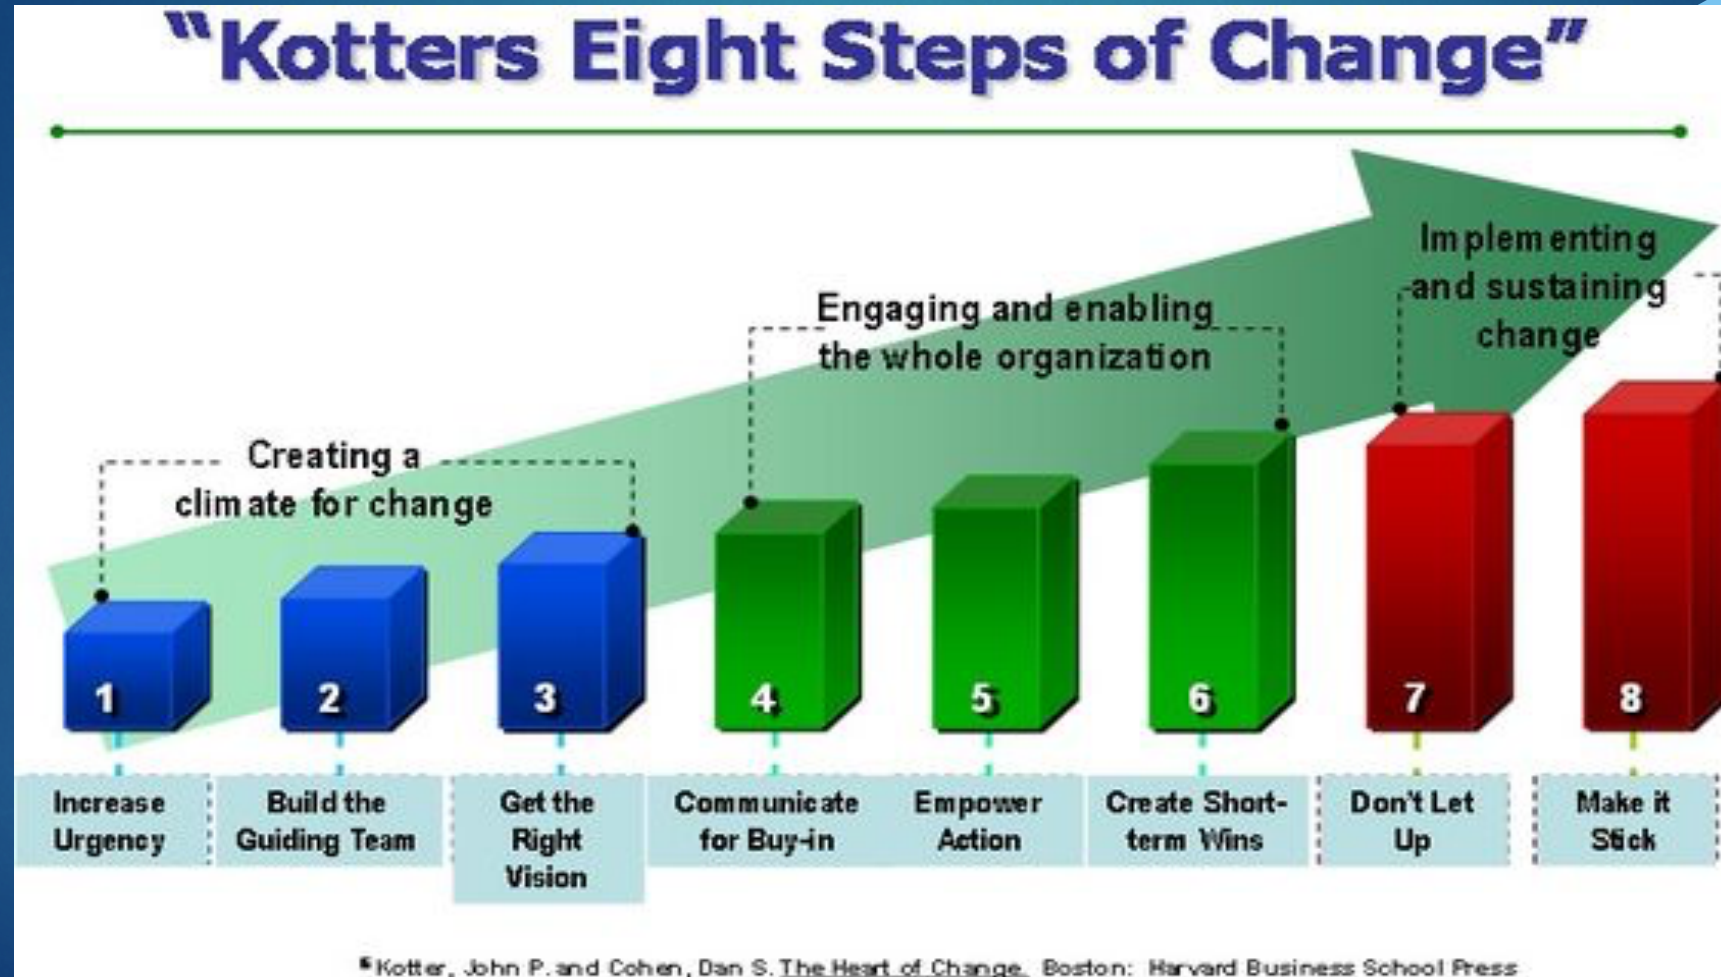 “Kotters Eight Steps of Change”
Implementing
and sustaining
change
Engaging and enabling
the whole organization
Creating a
climate for change
1
2
3
4
5
6
7
8
Increase
Urgency
Build the
Guiding Team
Get the
Right
Vision
Communicate
for Buy-in
Empower
Action
Create Short-
term Wins
Don't Let
Up
Make it
Stick
Kotter, John P. and Cohen, Dan S. The Heart of Change. Boston: Harvard Business School Press